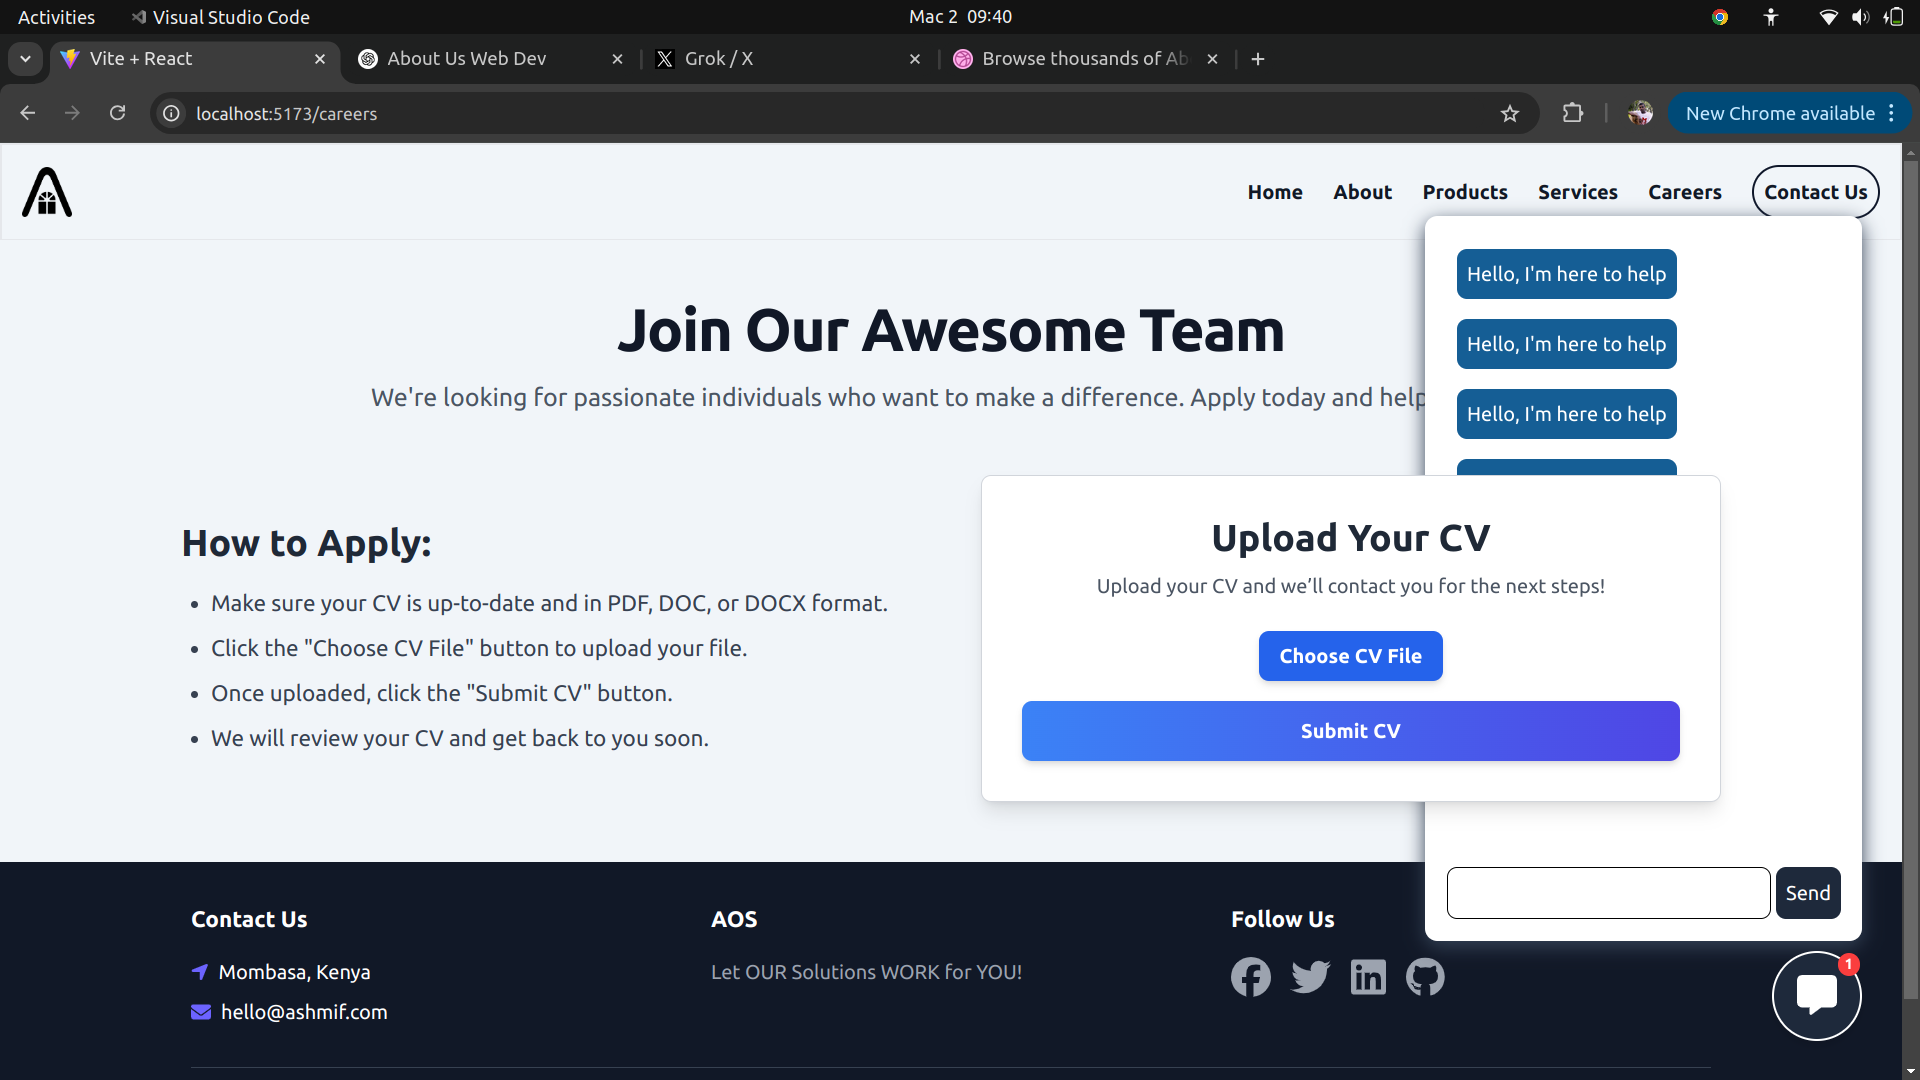 Activities
Visual Studio Code
Mac 2 09:40
Vite + React
About Us Web Dev
Grok / X
Browse thousands of Ab
localhost:5173/careers
New Chrome available
Home
About
Products
Services
Careers
Contact Us
Hello, I'm here to help
Hello, I'm here to help
Hello, I'm here to help
Join Our Awesome Team
We're looking for passionate individuals who want to make a difference. Apply today and help
How to Apply:
Make sure your CV is up-to-date and in PDF, DOC, or DOCX format.
Click the "Choose CV File" button to upload your file.
Once uploaded, click the "Submit CV" button.
We will review your CV and get back to you soon.
Upload Your CV
Upload your CV and we’ll contact you for the next steps!
Choose CV File
Submit CV
Send
Contact Us
Mombasa, Kenya
hello@ashmif.com
AOS
Let OUR Solutions WORK for YOU!
Follow Us
1